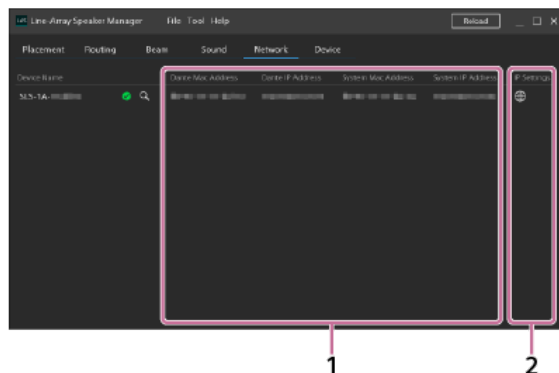 Line-Array Speaker Manager File Tool Help Reload
Placement Routing Beam Sound Network Device
Device Name Dante Mac Address Dante IP Address System Mac Address System IP Address IP Settings
SLS-1A-
1 2